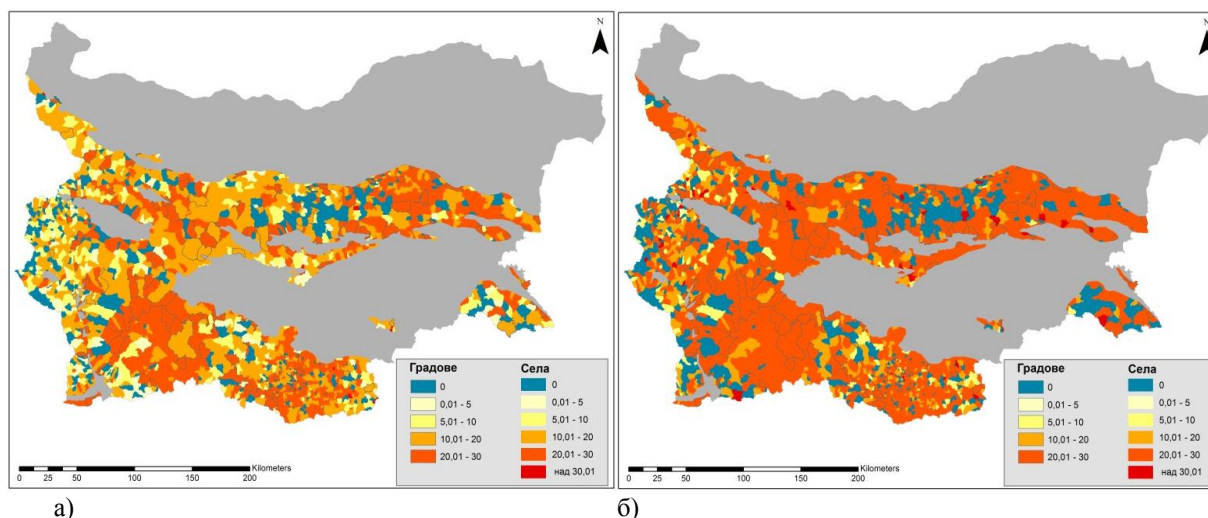 N
Градове Села
0 0
0,01 - 5 0,01 - 5
5,01 - 10 5,01 - 10
10,01 - 20 10,01 - 20
20,01 - 30 20,01 - 30
над 30,01
Kilometers
0 25 50 100 150 200
а)
N
Градове Села
0 0
0,01 - 5 0,01 - 5
5,01 - 10 5,01 - 10
10,01 - 20 10,01 - 20
20,01 - 30 20,01 - 30
над 30,01
Kilometers
0 25 50 100 150 200
б)